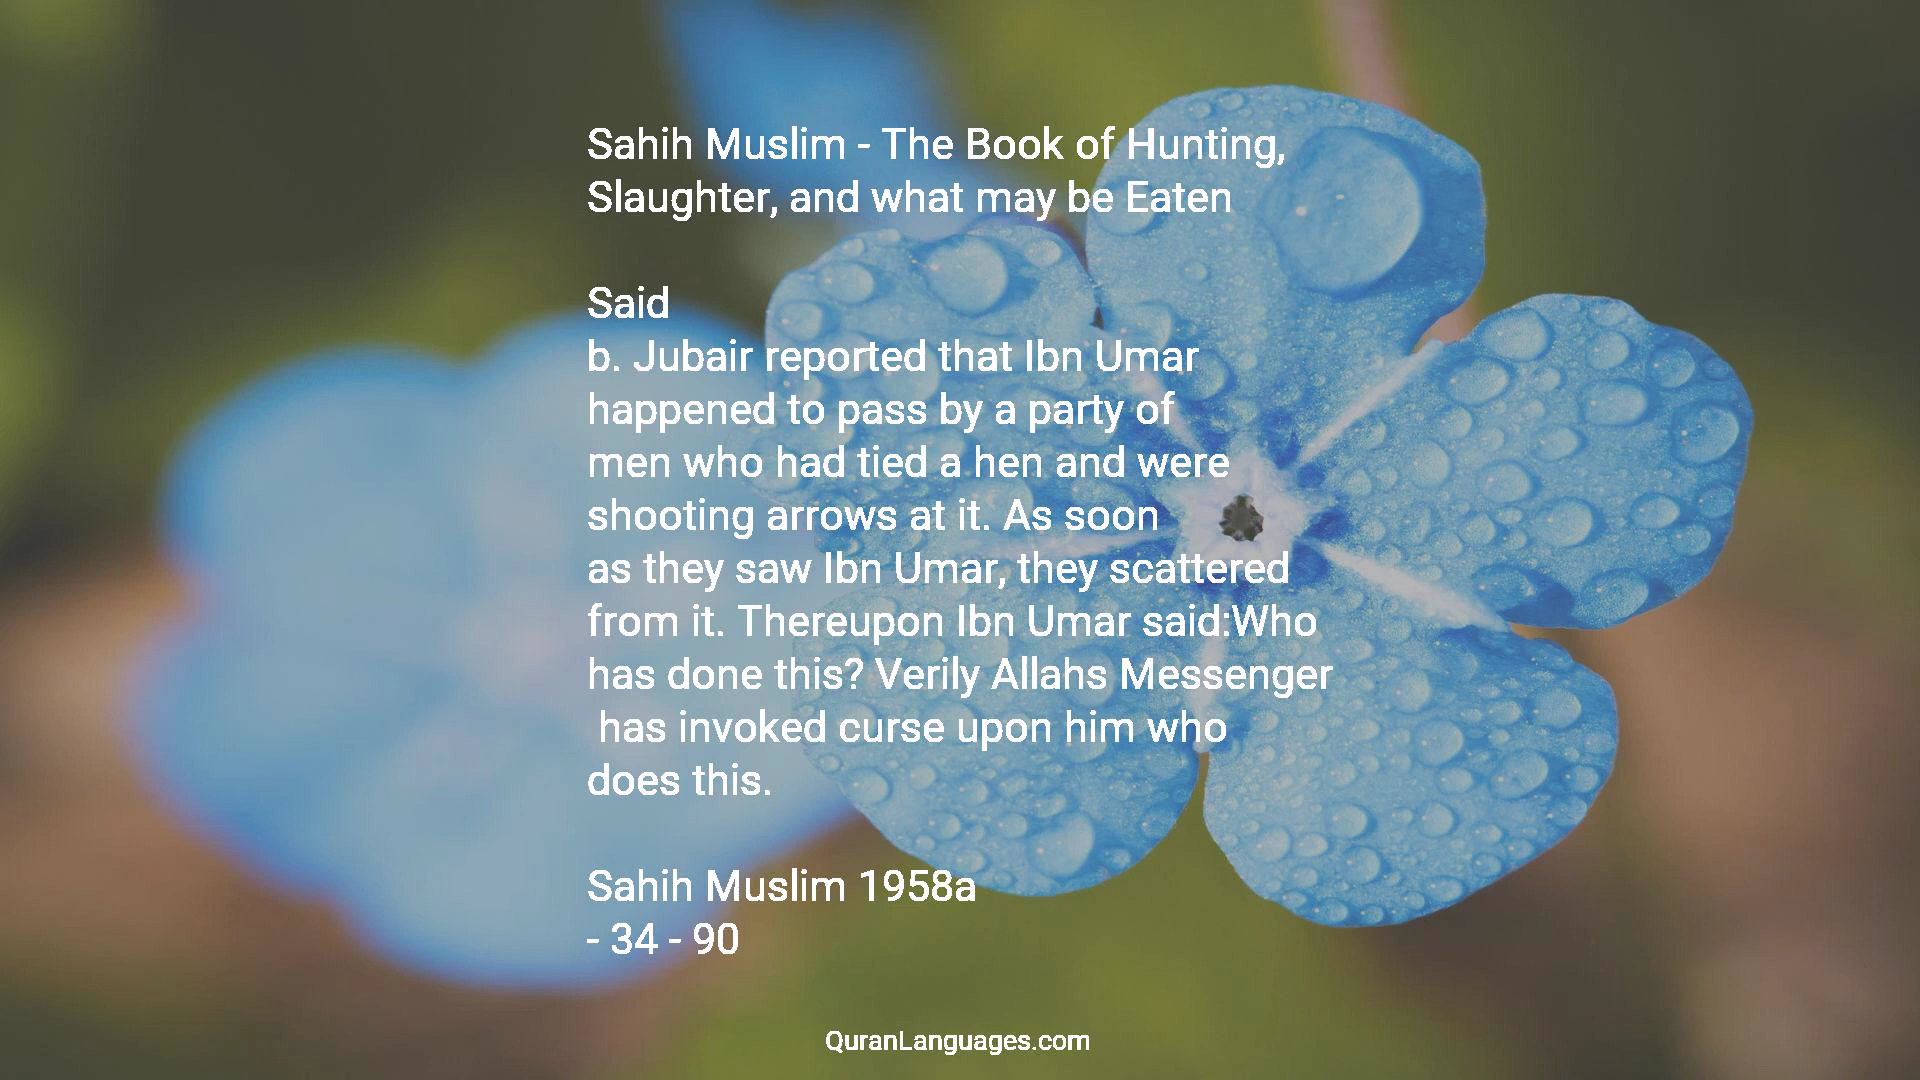 Sahih Muslim - The Book of Hunting,
Slaughter, and what may be Eaten
Said
b. Jubair reported that Ibn Umar
happened to pass by a party of
men who had tied a hen and were
shooting arrows at it. As soon
as they saw Ibn Umar, they scattered
from it. Thereupon Ibn Umar said:Who
has done this? Verily Allahs Messenger
has invoked curse upon him who
does this.
Sahih Muslim 1958a
- 34 - 90
QuranLanguages.com